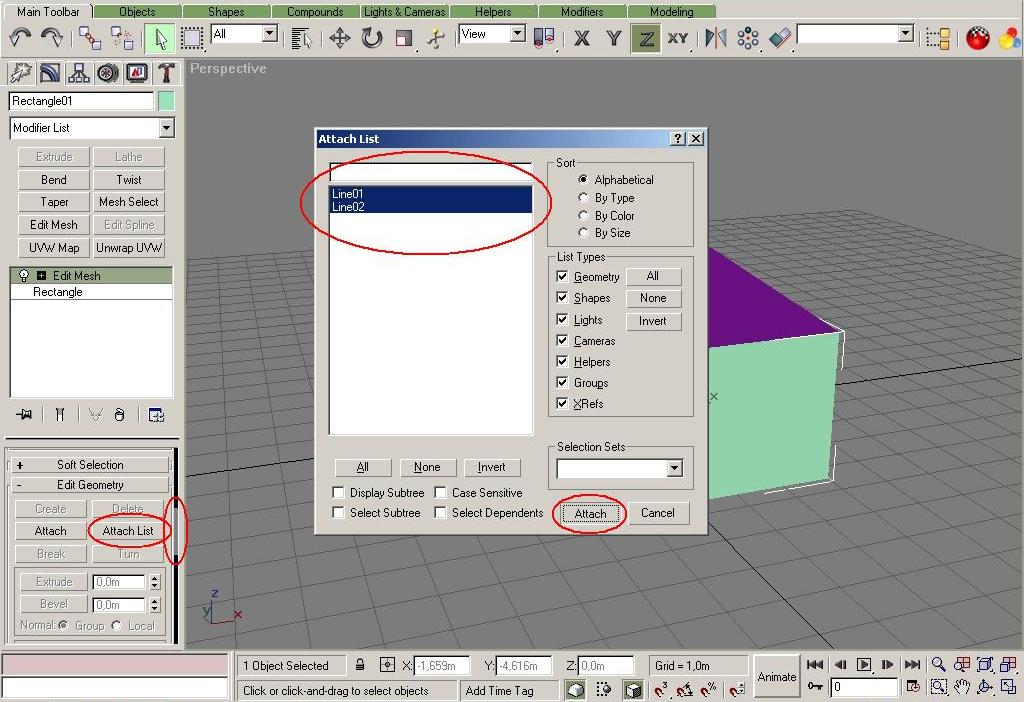 Main Toolbar Objects Shapes Compounds Lights & Cameras Helpers Modifiers Modeling
All View X Y Z XY
Perspective
Rectangle01
Modifier List
Extrude Lathe
Bend Twist
Taper Mesh Select
Edit Mesh Edit Spline
UVW Map Unwrap UVW
Edit Mesh
Rectangle
+ Soft Selection
- Edit Geometry
Create Delete
Attach Attach List
Break Turn
Extrude 0,0m
Bevel 0,0m
Normal: Group Local
Attach List
Line01
Line02
All None Invert
Display Subtree Case Sensitive
Select Subtree Select Dependents
Sort
Alphabetical
By Type
By Color
By Size
List Types
Geometry All
Shapes None
Lights Invert
Cameras
Helpers
Groups
XRefs
Selection Sets
Attach Cancel
z
y x
x
1 Object Selected X: -1,659m Y: -4,616m Z: 0,0m Grid = 1,0m
Click or click-and-drag to select objects Add Time Tag
Animate
0